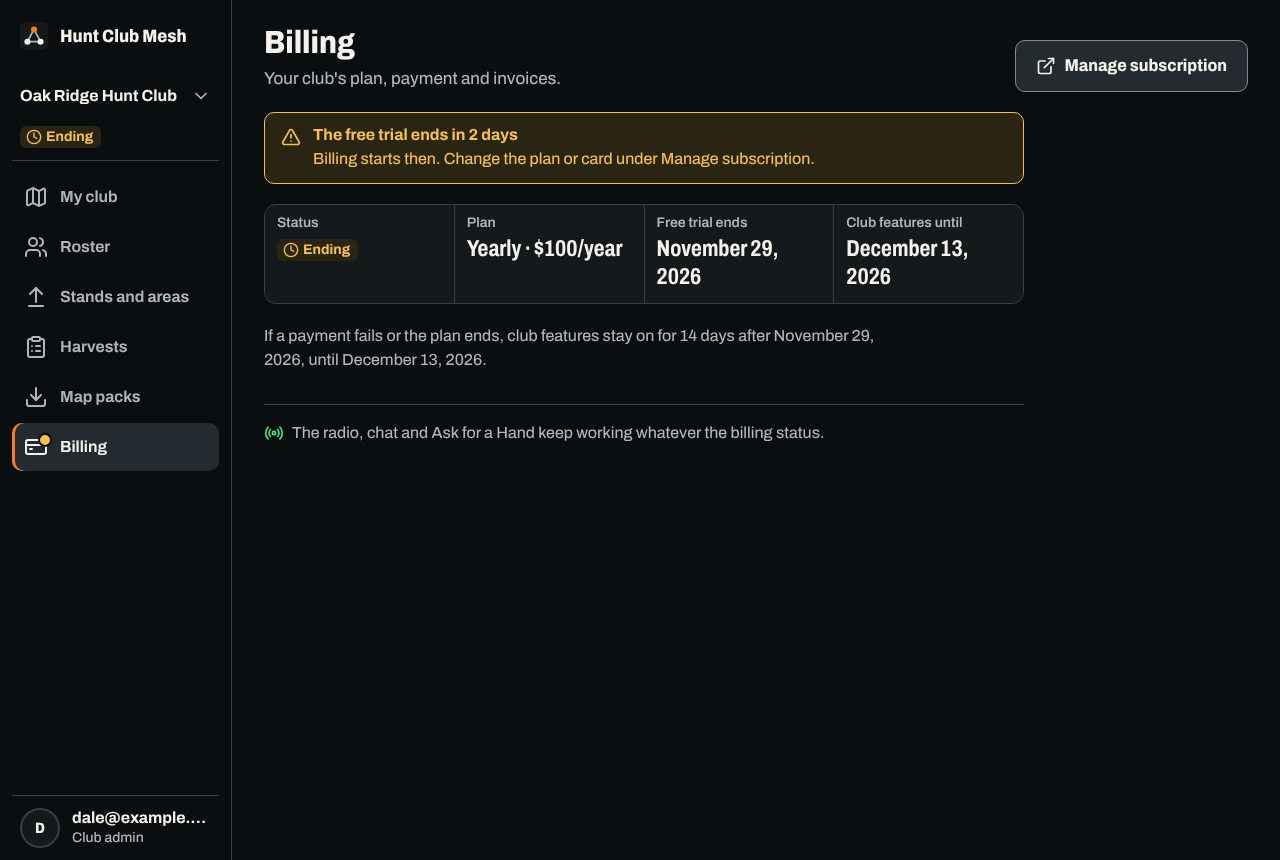 Hunt Club Mesh
Oak Ridge Hunt Club
Ending
My club
Roster
Stands and areas
Harvests
Map packs
Billing
D
dale@example.…
Club admin
Billing
Your club's plan, payment and invoices.
Manage subscription
The free trial ends in 2 days
Billing starts then. Change the plan or card under Manage subscription.
Status
Ending
Plan
Yearly · $100/year
Free trial ends
November 29,
2026
Club features until
December 13,
2026
If a payment fails or the plan ends, club features stay on for 14 days after November 29,
2026, until December 13, 2026.
The radio, chat and Ask for a Hand keep working whatever the billing status.